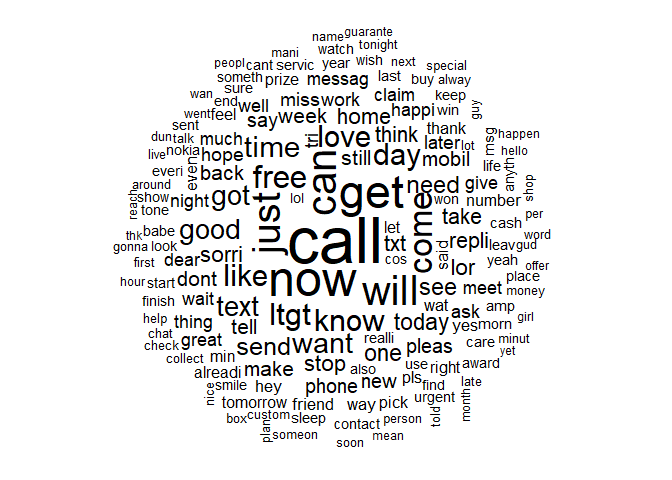 name guarante
mani watch tonight
peopl cant servic year wish next special
someth prize messag last buy alway
wan sure
end well miss work claim keep
went feel say week home happi win guy
sent tri love think thank msg happen
dun talk much time later lot
live nokia hope still day mobil hello
everi even back free can life anyth
around night got lol get need give shop
reach show tone won number
thk babe good just call let come take cash per
gonna look sorri txt said repli leav gud word
first dear cos lor yeah offer
hour start dont like now will see meet place money
finish wait text ltgt know wat ask amp
help thing tell today yes morn girl
chat great send want realli one pleas care minut
check collect min make stop also use right award yet
alreadi phone new pls find late
nice smile hey urgent month
tomorrow friend way pick told
box custom sleep contact person
plan someon soon mean